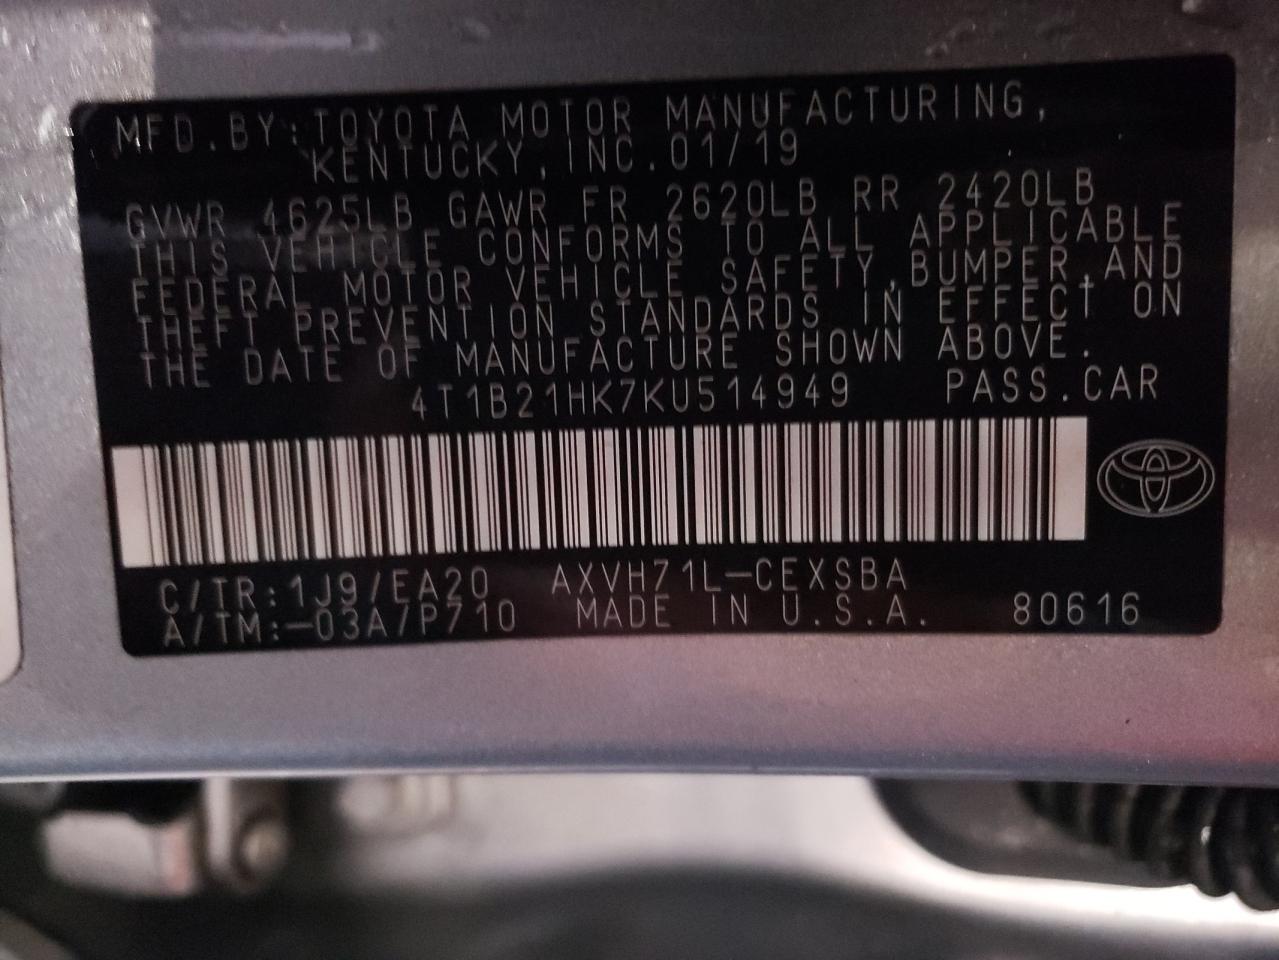 MFD.BY:TOYOTA MOTOR MANUFACTURING,
KENTUCKY,INC.01/19
GVWR 4625LB GAWR FR 2620LB RR 2420LB
THIS VEHICLE CONFORMS TO ALL APPLICABLE
FEDERAL MOTOR VEHICLE SAFETY,BUMPER,AND
THEFT PREVENTION STANDARDS IN EFFECT ON
THE DATE OF MANUFACTURE SHOWN ABOVE.
4T1B21HK7KU514949 PASS.CAR
C/TR:1J9/EA20 AXVH71L-CEXSBA
A/TM:-03A/P710 MADE IN U.S.A. 80616